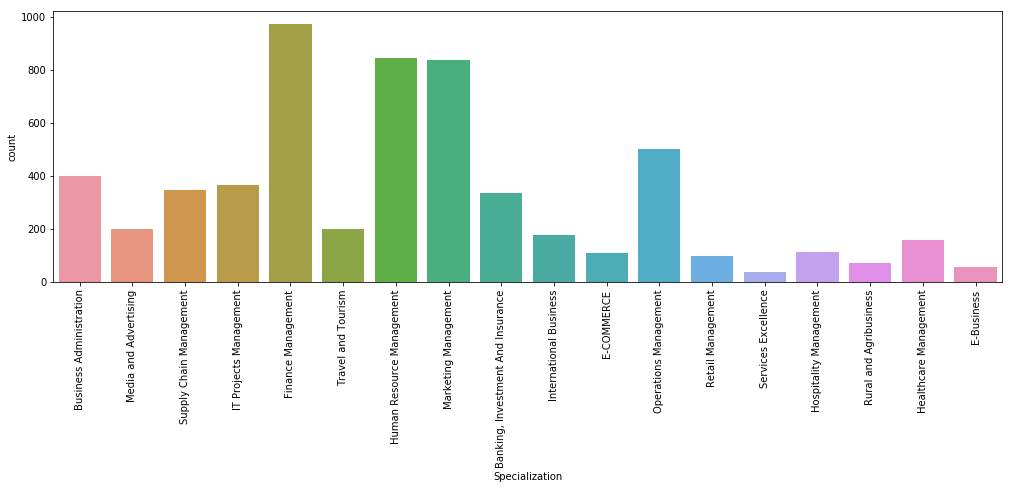 1000
800
600
400
200
0
count
Business Administration
Media and Advertising
Supply Chain Management
IT Projects Management
Finance Management
Travel and Tourism
Human Resource Management
Marketing Management
Banking, Investment And Insurance
International Business
E-COMMERCE
Operations Management
Retail Management
Services Excellence
Hospitality Management
Rural and Agribusiness
Healthcare Management
E-Business
Specialization